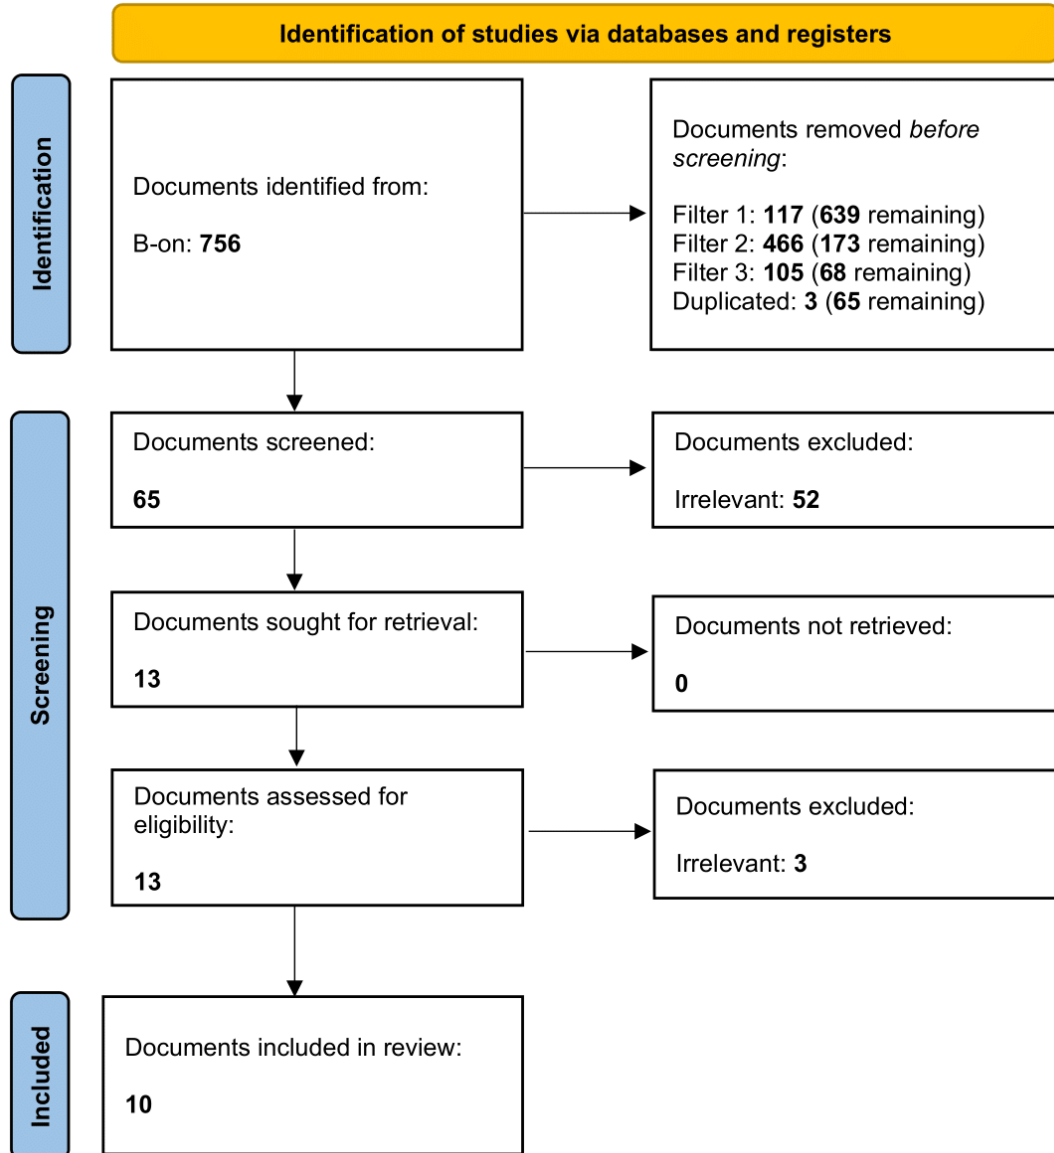 Identification of studies via databases and registers
Identification
Documents identified from:
B-on: 756
Documents removed before
screening:
Filter 1: 117 (639 remaining)
Filter 2: 466 (173 remaining)
Filter 3: 105 (68 remaining)
Duplicated: 3 (65 remaining)
Screening
Documents screened:
65
Documents excluded:
Irrelevant: 52
Documents sought for retrieval:
13
Documents not retrieved:
0
Documents assessed for
eligibility:
13
Documents excluded:
Irrelevant: 3
Included
Documents included in review:
10